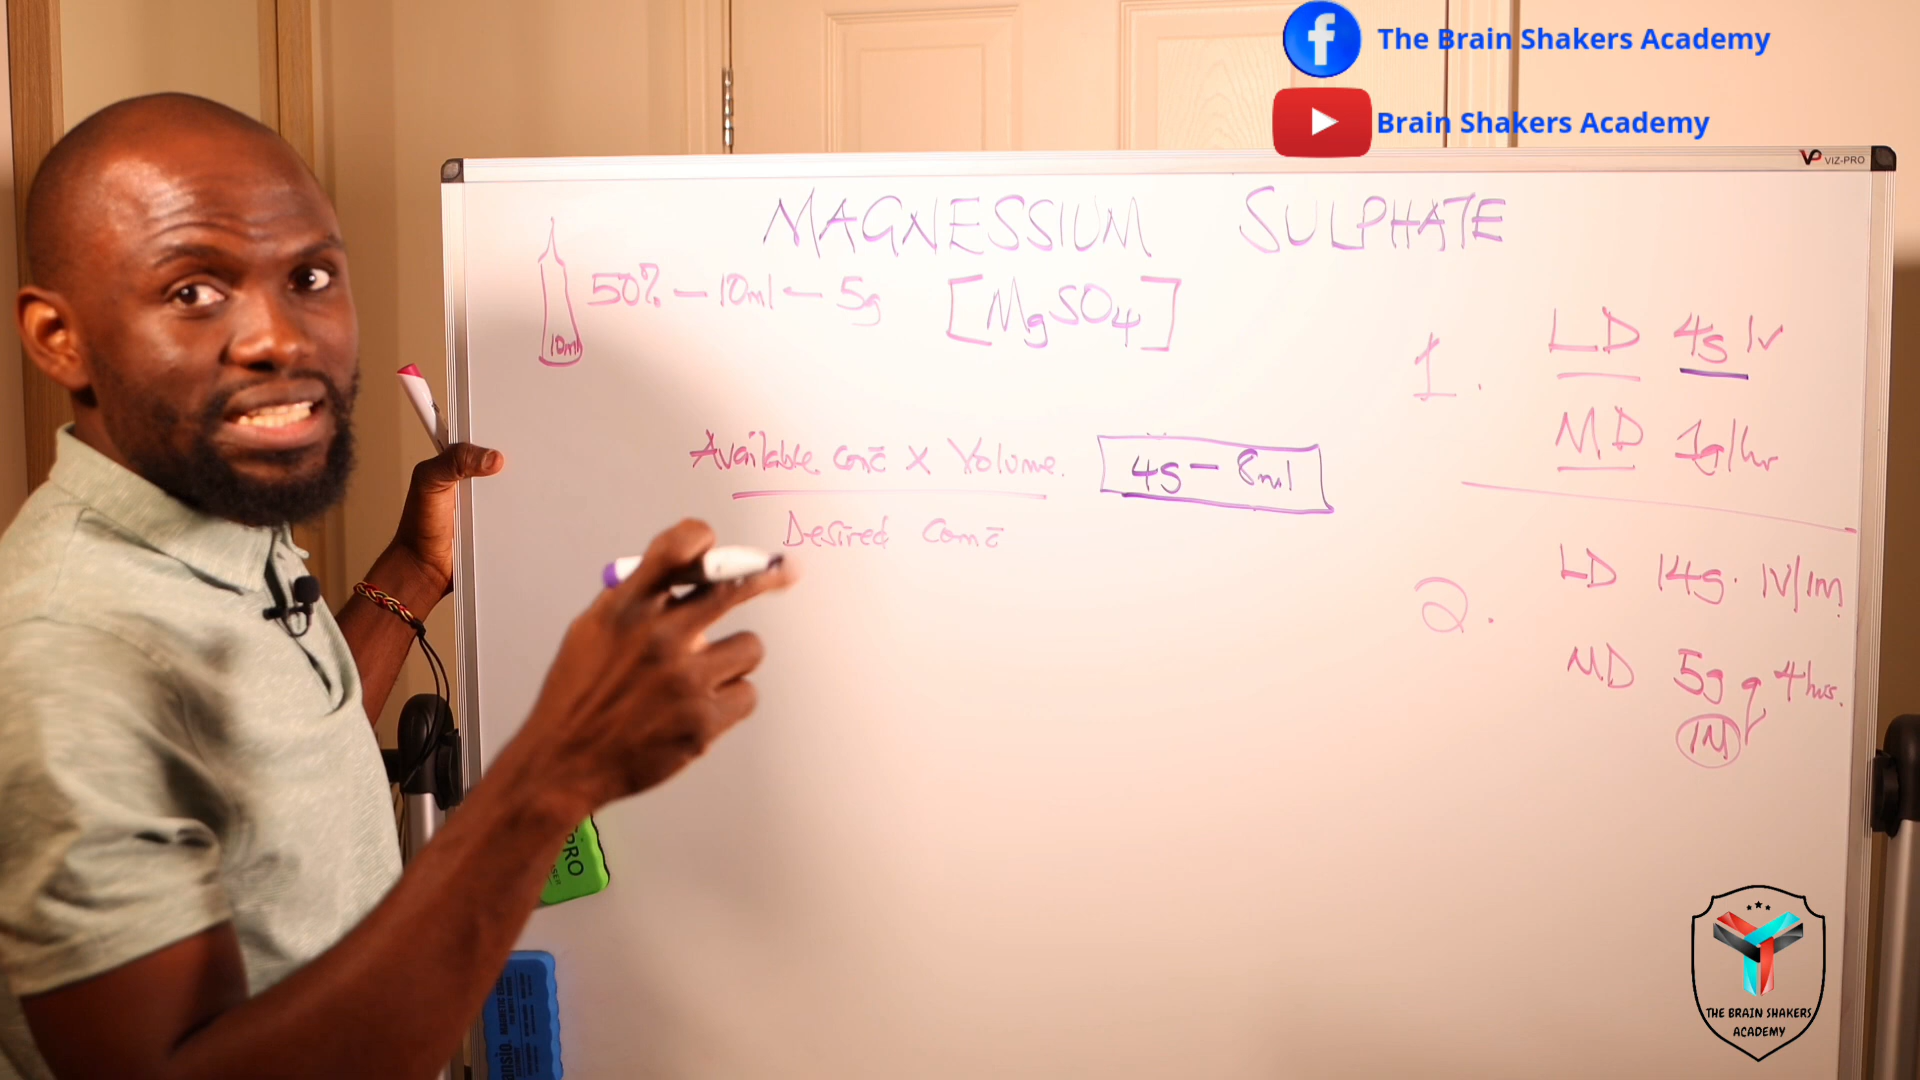 The Brain Shakers Academy
Brain Shakers Academy
VIZ-PRO
MAGNESSIUM SULPHATE
50% - 10ml - 5g [MgSO4]
10ml
1. LD 4g IV
MD 1g/hr
Available conc̄ X Volume.
Desired Conc̄
4g - 8ml
2. LD 14g. IV/IM
MD 5g q 4hrs.
IM
PRO
THE BRAIN SHAKERS
ACADEMY